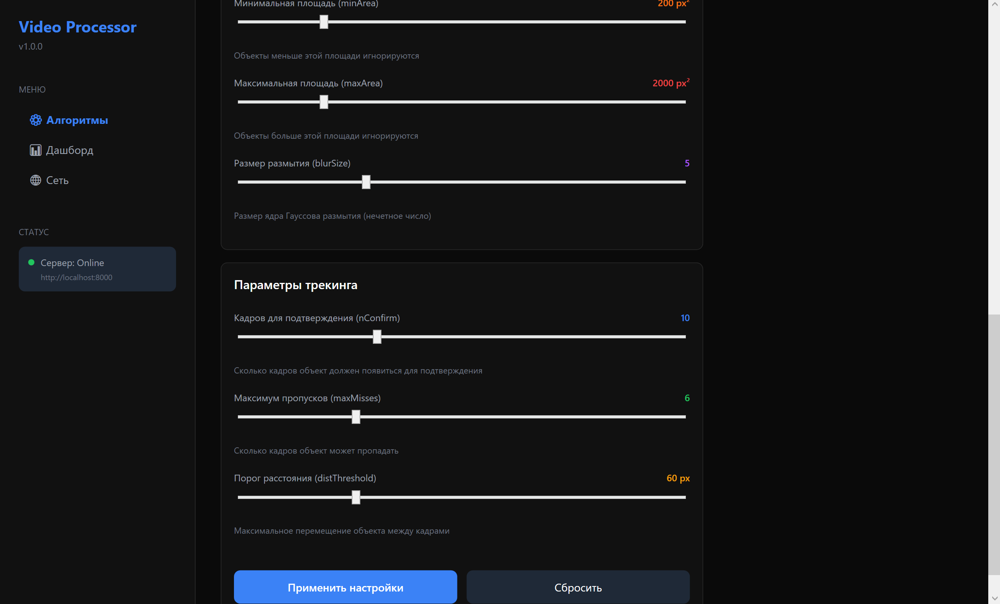 Video Processor
v1.0.0
МЕНЮ
Алгоритмы
Дашборд
Сеть
СТАТУС
Сервер: Online
http://localhost:8000
Минимальная площадь (minArea) 200 px²
Объекты меньше этой площади игнорируются
Максимальная площадь (maxArea) 2000 px²
Объекты больше этой площади игнорируются
Размер размытия (blurSize) 5
Размер ядра Гауссова размытия (нечетное число)
Параметры трекинга
Кадров для подтверждения (nConfirm) 10
Сколько кадров объект должен появиться для подтверждения
Максимум пропусков (maxMisses) 6
Сколько кадров объект может пропадать
Порог расстояния (distThreshold) 60 px
Максимальное перемещение объекта между кадрами
Применить настройки Сбросить